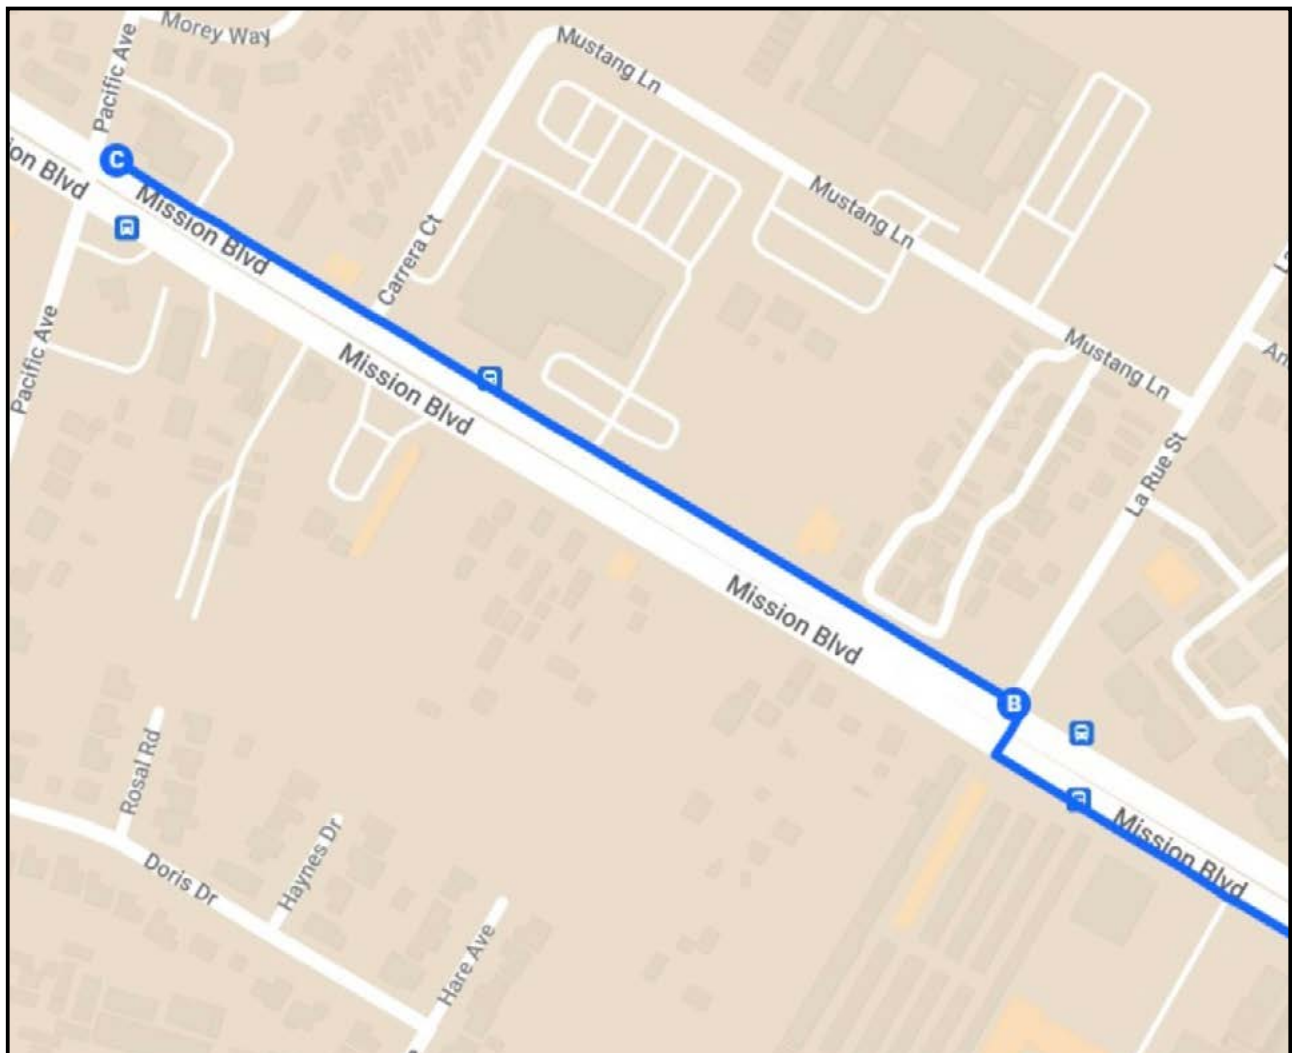 Morey Way
Pacific Ave
Mustang Ln
C
ion Blvd
Mission Blvd
Carrera Ct
Mustang Ln
Pacific Ave
Mission Blvd
Mustang Ln
La Rue St
Mission Blvd
B
Rosal Rd
Mission Blvd
Haynes Dr
Doris Dr
Hare Ave